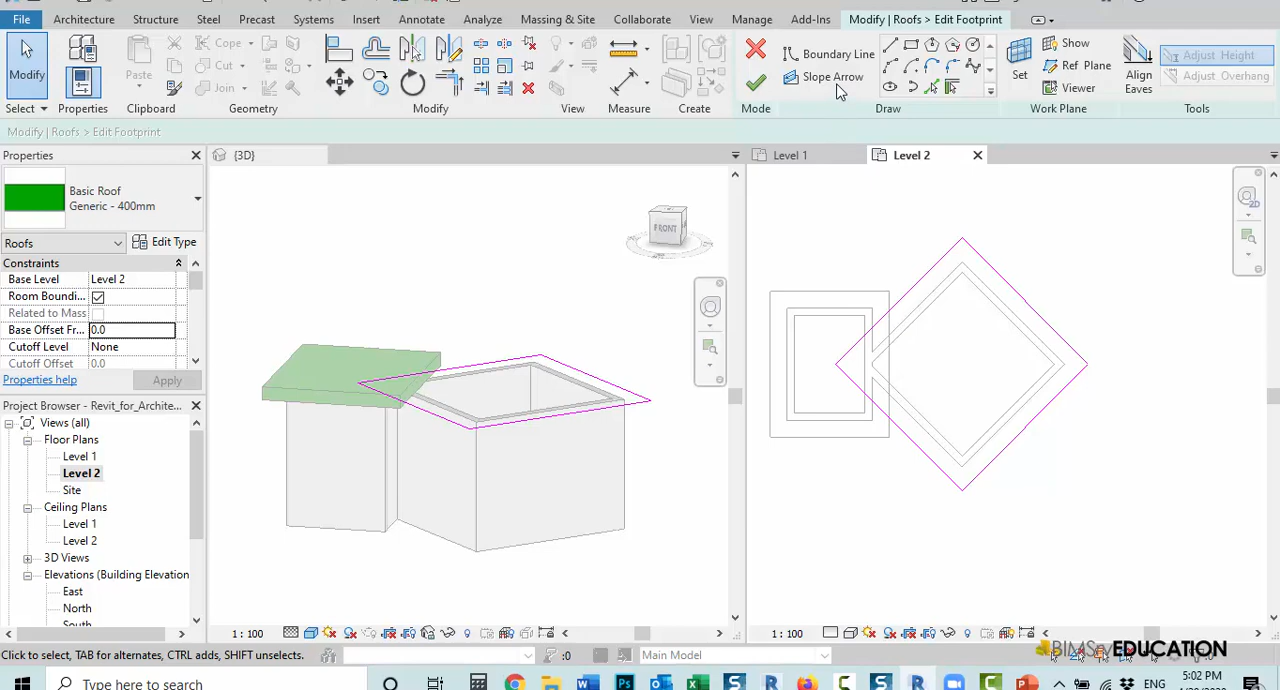 File Architecture Structure Steel Precast Systems Insert Annotate Analyze Massing & Site Collaborate View Manage Add-Ins Modify | Roofs > Edit Footprint
Modify
Paste
Cope
Cut
Join
Boundary Line
Slope Arrow
Set
Show
Ref Plane
Viewer
Align Eaves
Adjust Height
Adjust Overhang
Select Properties Clipboard Geometry Modify View Measure Create Mode Draw Work Plane Tools
Modify | Roofs > Edit Footprint
Properties
{3D}
Level 1
Level 2
Basic Roof
Generic - 400mm
FRONT
2D
Roofs
Edit Type
Constraints
Base Level Level 2
Room Boundi...
Related to Mass
Base Offset Fr... 0.0
Cutoff Level None
Cutoff Offset 0.0
Properties help
Apply
Project Browser - Revit_for_Archite...
Views (all)
Floor Plans
Level 1
Level 2
Site
Ceiling Plans
Level 1
Level 2
3D Views
Elevations (Building Elevation
East
North
South
1 : 100
1 : 100
BIMSay EDUCATION
Click to select, TAB for alternates, CTRL adds, SHIFT unselects.
:0
Main Model
Type here to search
5:02 PM